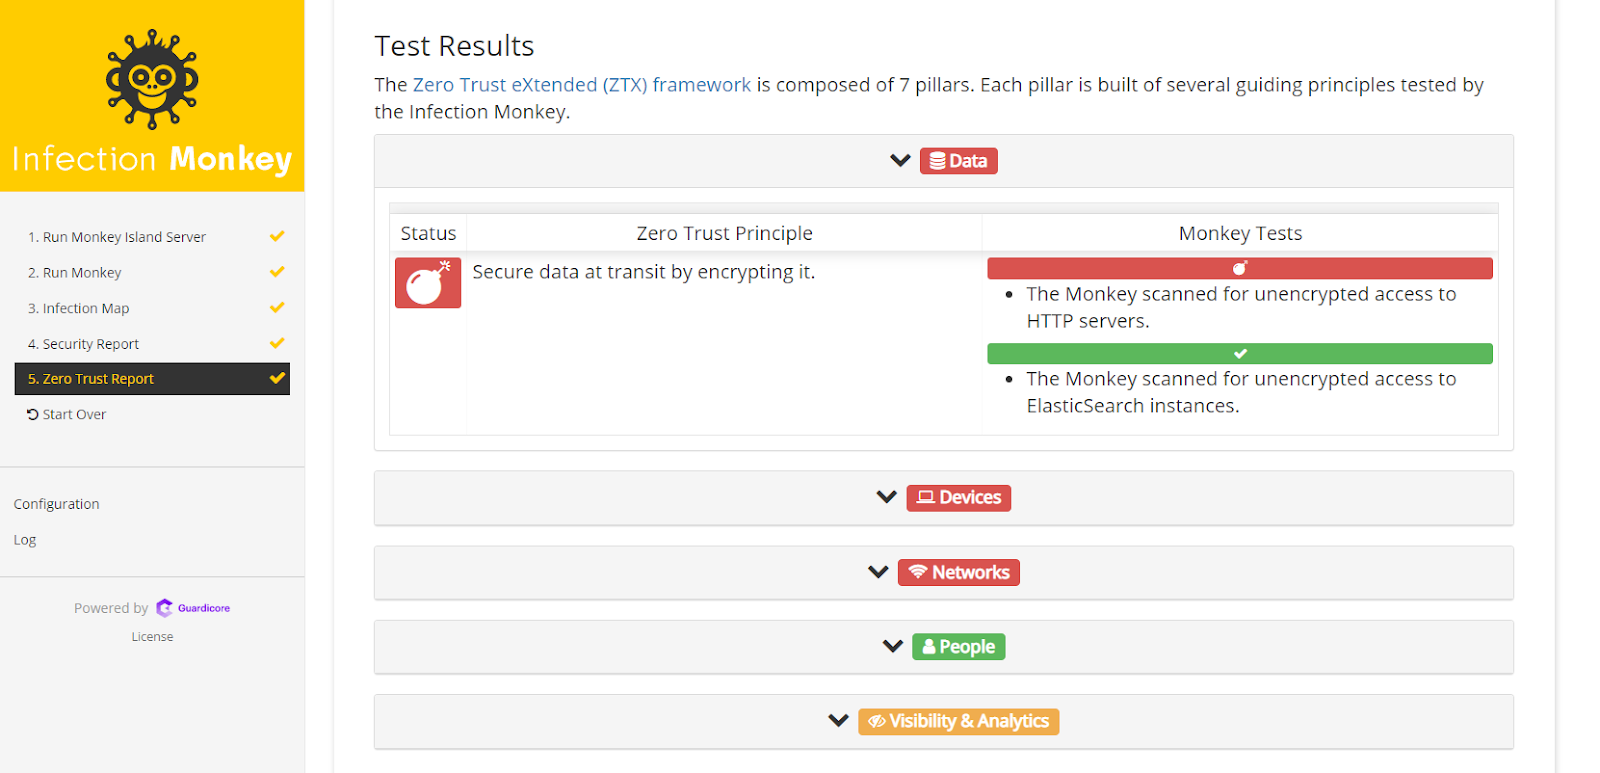 Infection Monkey
1. Run Monkey Island Server
2. Run Monkey
3. Infection Map
4. Security Report
5. Zero Trust Report
Start Over
Configuration
Log
Powered by Guardicore
License
Test Results
The Zero Trust eXtended (ZTX) framework is composed of 7 pillars. Each pillar is built of several guiding principles tested by
the Infection Monkey.
Data
Status Zero Trust Principle Monkey Tests
Secure data at transit by encrypting it.
• The Monkey scanned for unencrypted access to
HTTP servers.
• The Monkey scanned for unencrypted access to
ElasticSearch instances.
Devices
Networks
People
Visibility & Analytics